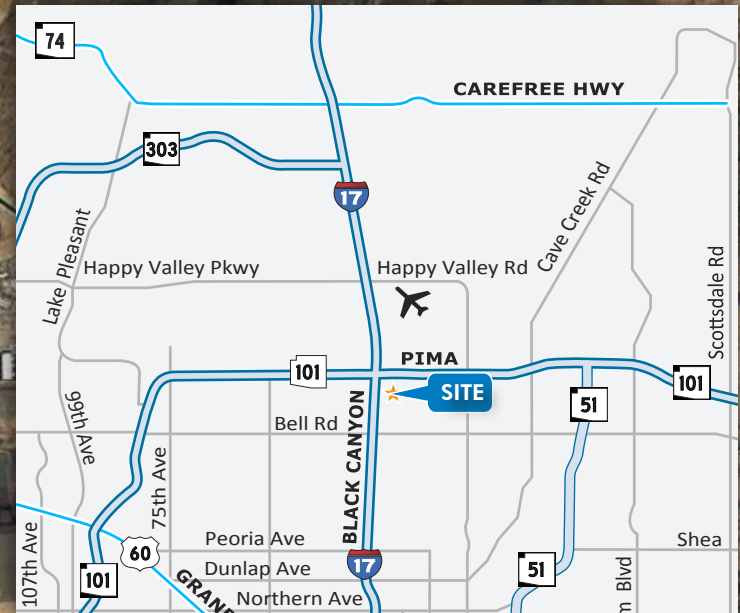 74
CAREFREE HWY
303
17
Cave Creek Rd
Lake Pleasant
Scottsdale Rd
Happy Valley Pkwy
Happy Valley Rd
PIMA
101
101
SITE
51
99th Ave
BLACK CANYON
Bell Rd
75th Ave
107th Ave
Peoria Ave
Shea
60
Dunlap Ave
17
51
101
GRAND
Northern Ave
Blvd